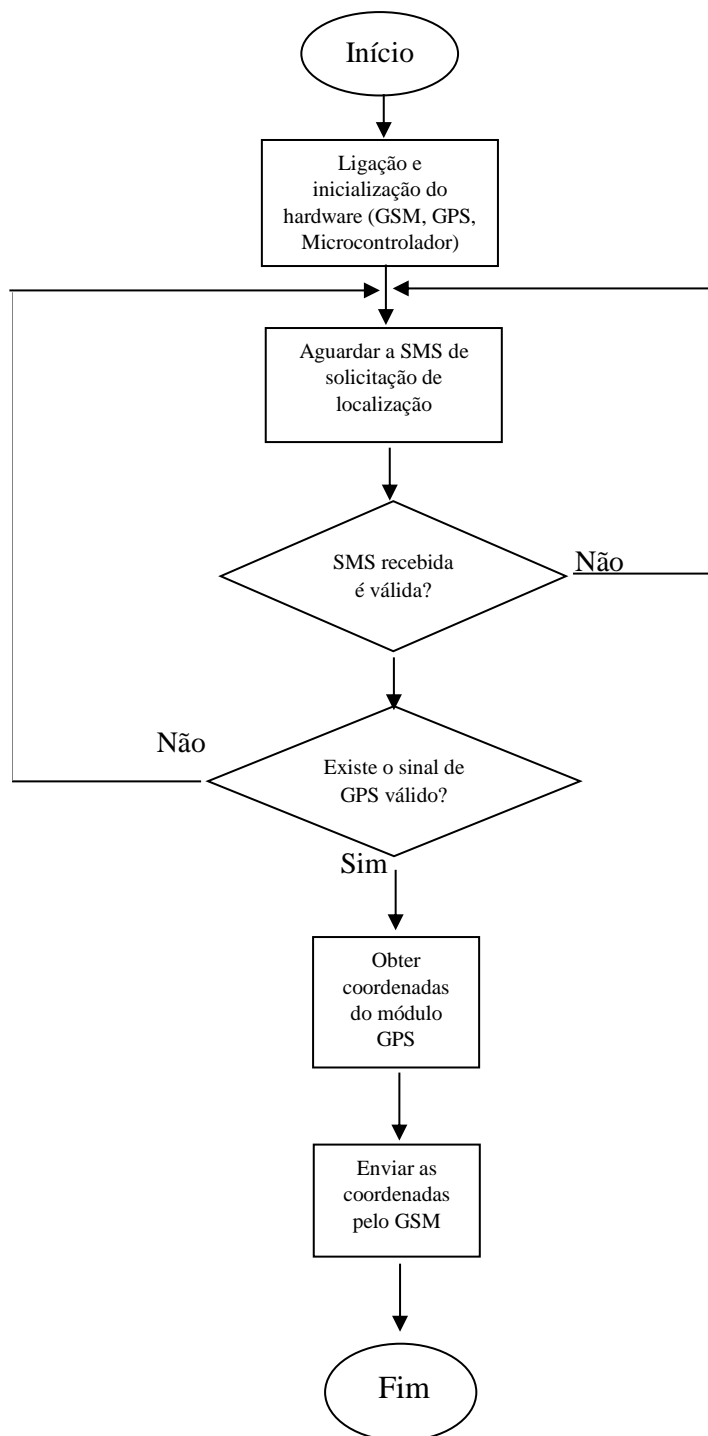 Início
Ligação e
inicialização do
hardware (GSM, GPS,
Microcontrolador)
Aguardar a SMS de
solicitação de
localização
SMS recebida
é válida?
Não
Não
Existe o sinal de
GPS válido?
Sim
Obter
coordenadas
do módulo
GPS
Enviar as
coordenadas
pelo GSM
Fim